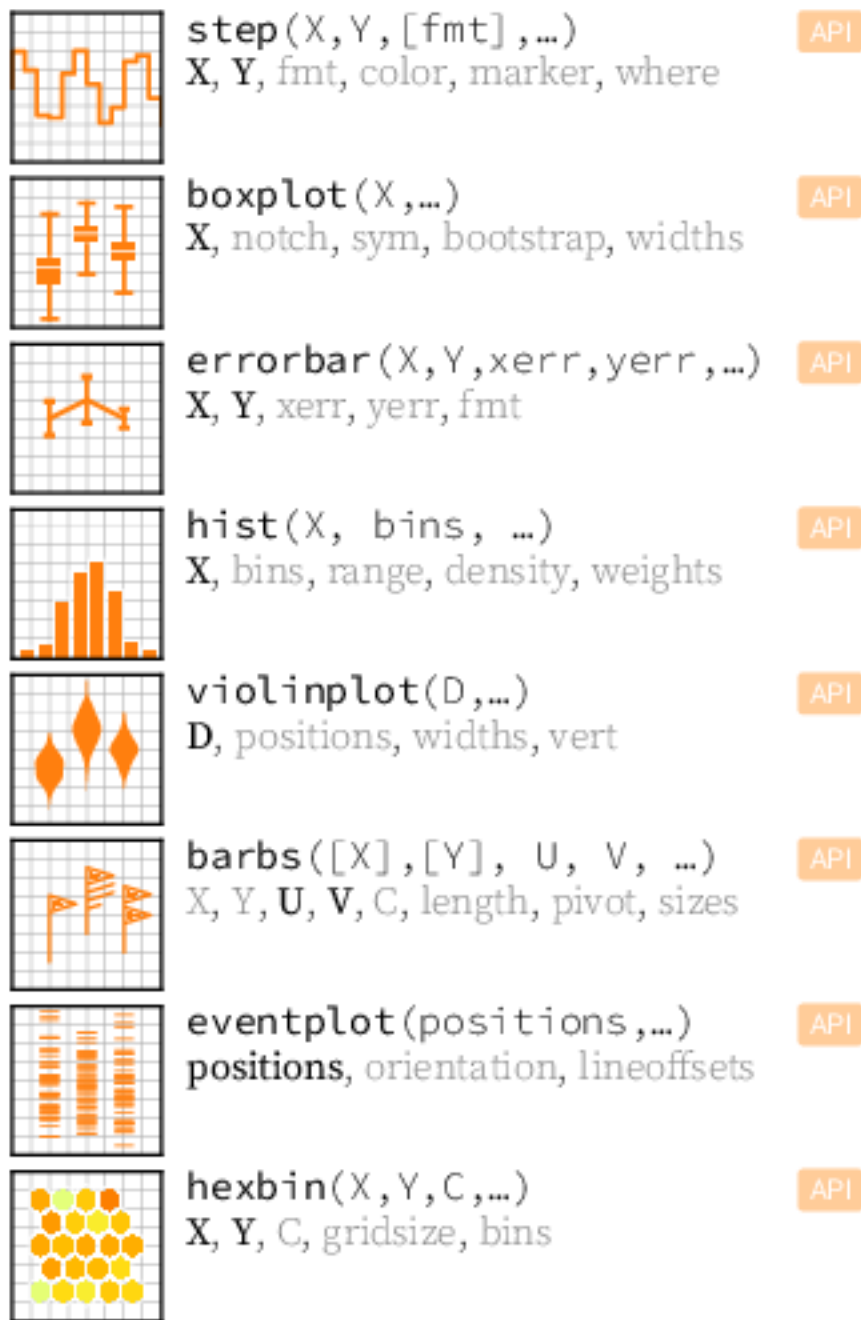 step(X,Y,[fmt],…) API
X, Y, fmt, color, marker, where
boxplot(X,…) API
X, notch, sym, bootstrap, widths
errorbar(X,Y,xerr,yerr,…) API
X, Y, xerr, yerr, fmt
hist(X, bins, …) API
X, bins, range, density, weights
violinplot(D,…) API
D, positions, widths, vert
barbs([X],[Y], U, V, …) API
X, Y, U, V, C, length, pivot, sizes
eventplot(positions,…) API
positions, orientation, lineoffsets
hexbin(X,Y,C,…) API
X, Y, C, gridsize, bins